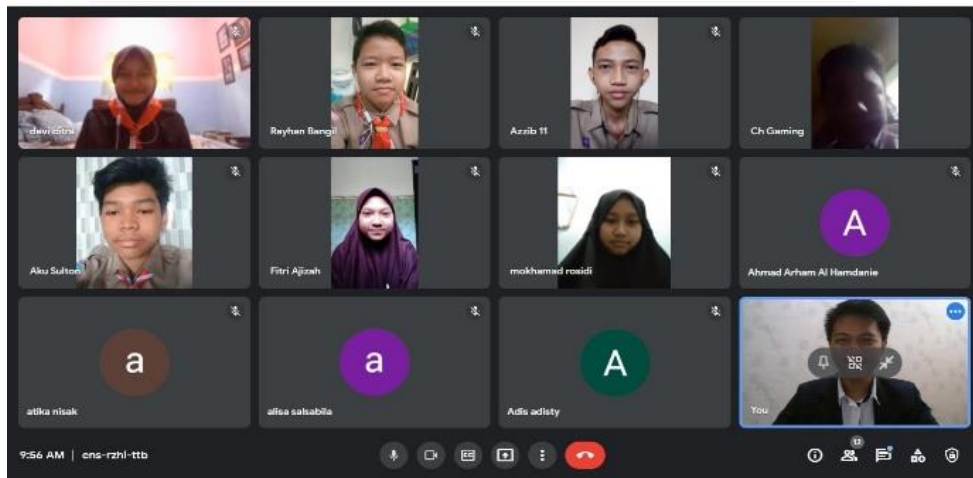 devi citra
Reyhan Bangil
Azzib 11
Ch Gaming
Aku Sulton
Fitri Ajizah
mokhamad rosidi
A
Ahmad Arham Al Hamdanie
a
atika nisak
a
alisa salsabila
A
Adis adisty
You
9:56 AM | ens-rzhi-ttb
12